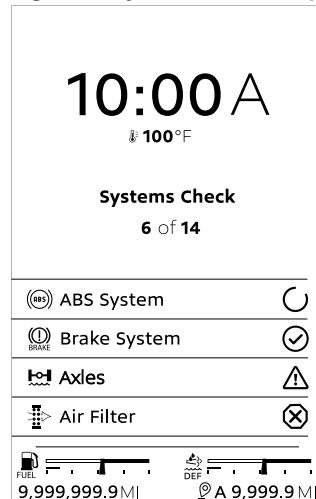 10:00 A
100°F
Systems Check
6 of 14
ABS ABS System
BRAKE Brake System
Axles
Air Filter
FUEL DEF
9,999,999.9 MI A 9,999.9 MI